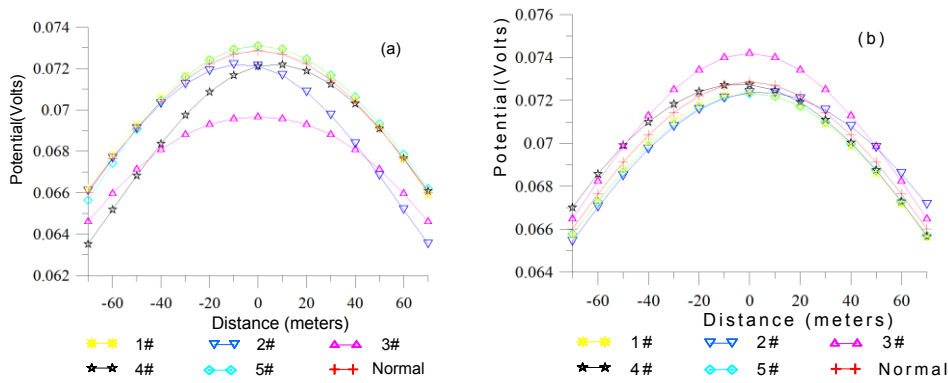 (a)
Potential(Volts)
0.074
0.072
0.07
0.068
0.066
0.064
0.062
-60 -40 -20 0 20 40 60
Distance (meters)
1# 2# 3#
4# 5# Normal
(b)
Potential(Volts)
0.076
0.074
0.072
0.07
0.068
0.066
0.064
-60 -40 -20 0 20 40 60
Distance (meters)
1# 2# 3#
4# 5# Normal